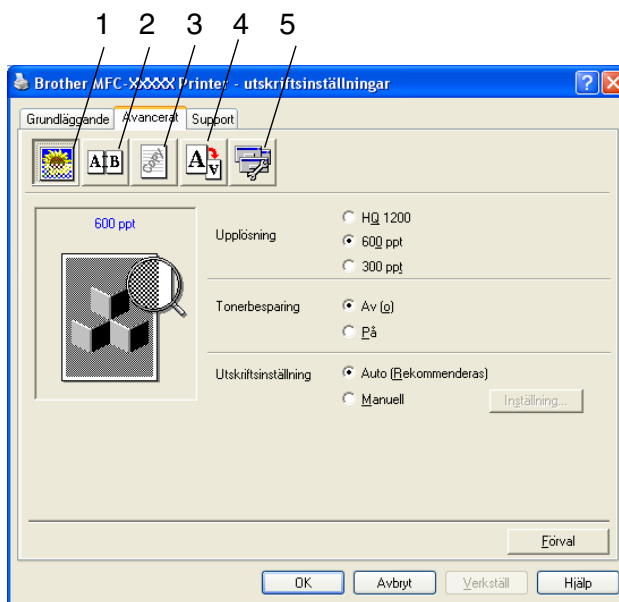 1 2 3 4 5
Brother MFC-XXXXX Printer - utskriftsinställningar
Grundläggande Avancerat Support
A B
Copy
A A
600 ppt
Upplösning
HQ 1200
600 ppt
300 ppt
Tonerbesparing
Av (o)
På
Utskriftsinställning
Auto (Rekommenderas)
Manuell Inställning...
Förval
OK Avbryt Verkställ Hjälp